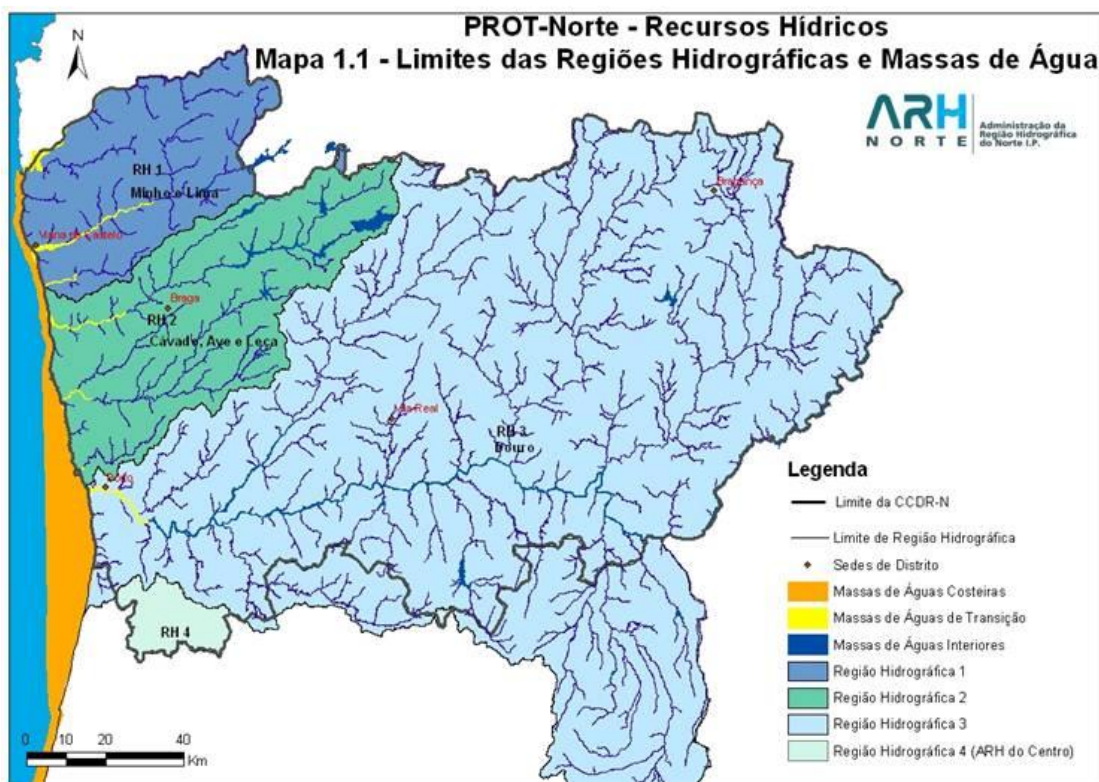 PROT-Norte - Recursos Hídricos
Mapa 1.1 - Limites das Regiões Hidrográficas e Massas de Água
N
ARH
NORTE
Administração da
Região Hidrográfica
do Norte I.P.
RH 1
Minho e Lima
Bragança
Viana do Castelo
Braga
RH 2
Cavado, Ave e Leça
Vila Real
RH 3
Douro
Porto
RH 4
Legenda
Limite da CCDR-N
Limite de Região Hidrográfica
Sedes de Distrito
Massas de Águas Costeiras
Massas de Águas de Transição
Massas de Águas Interiores
Região Hidrográfica 1
Região Hidrográfica 2
Região Hidrográfica 3
Região Hidrográfica 4 (ARH do Centro)
0 10 20 40
Km